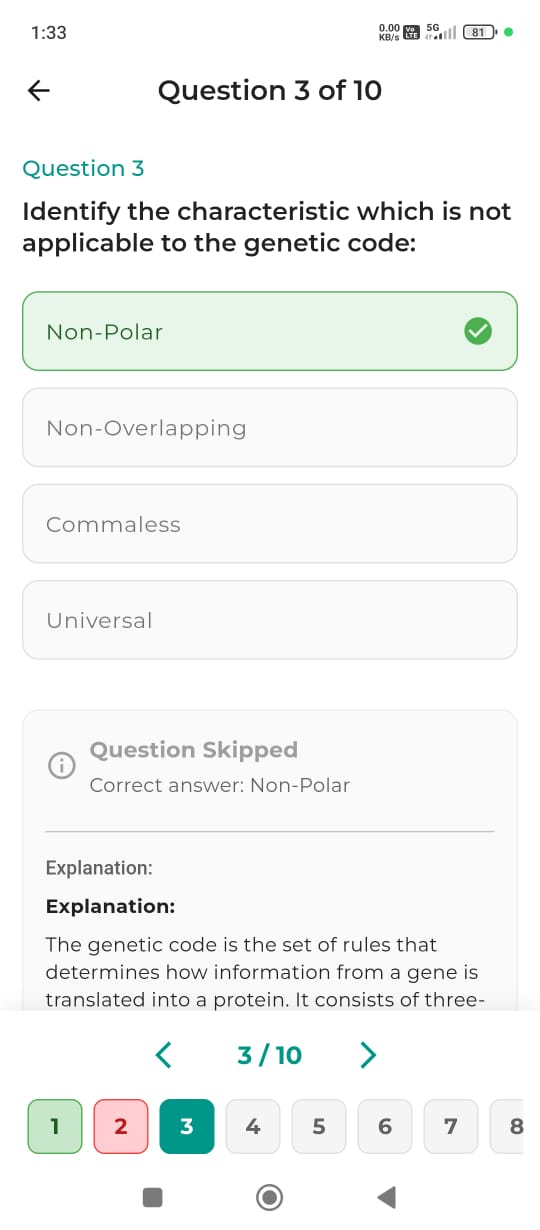 1:33
0.00 KB/s Vo LTE 5G 81
Question 3 of 10
Question 3
Identify the characteristic which is not
applicable to the genetic code:
Non-Polar
Non-Overlapping
Commaless
Universal
Question Skipped
Correct answer: Non-Polar
Explanation:
Explanation:
The genetic code is the set of rules that
determines how information from a gene is
translated into a protein. It consists of three-
3 / 10
1 2 3 4 5 6 7 8